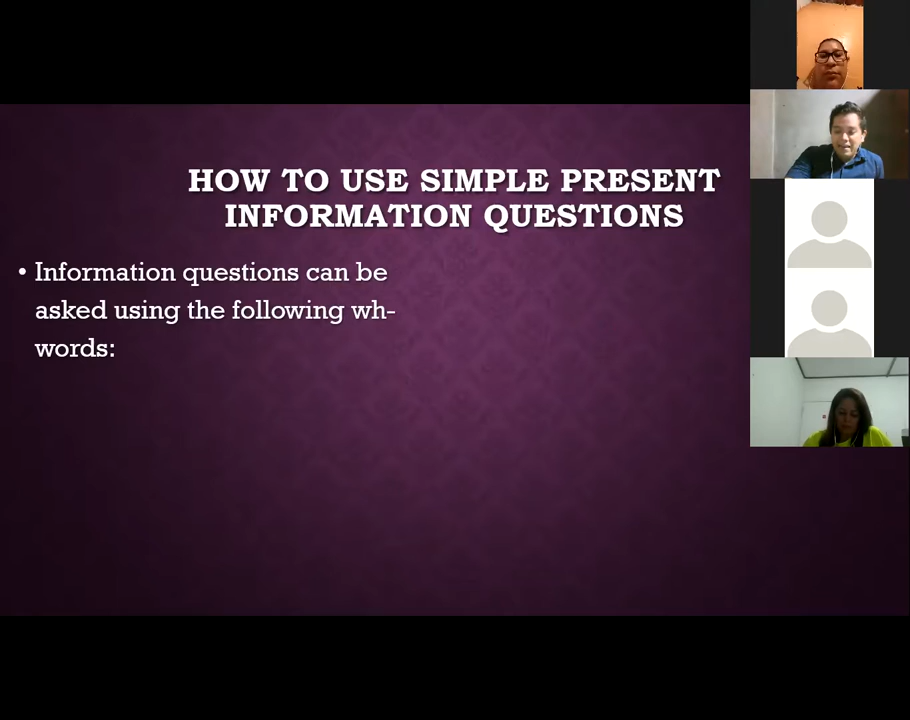 HOW TO USE SIMPLE PRESENT
INFORMATION QUESTIONS
• Information questions can be
asked using the following wh-
words: